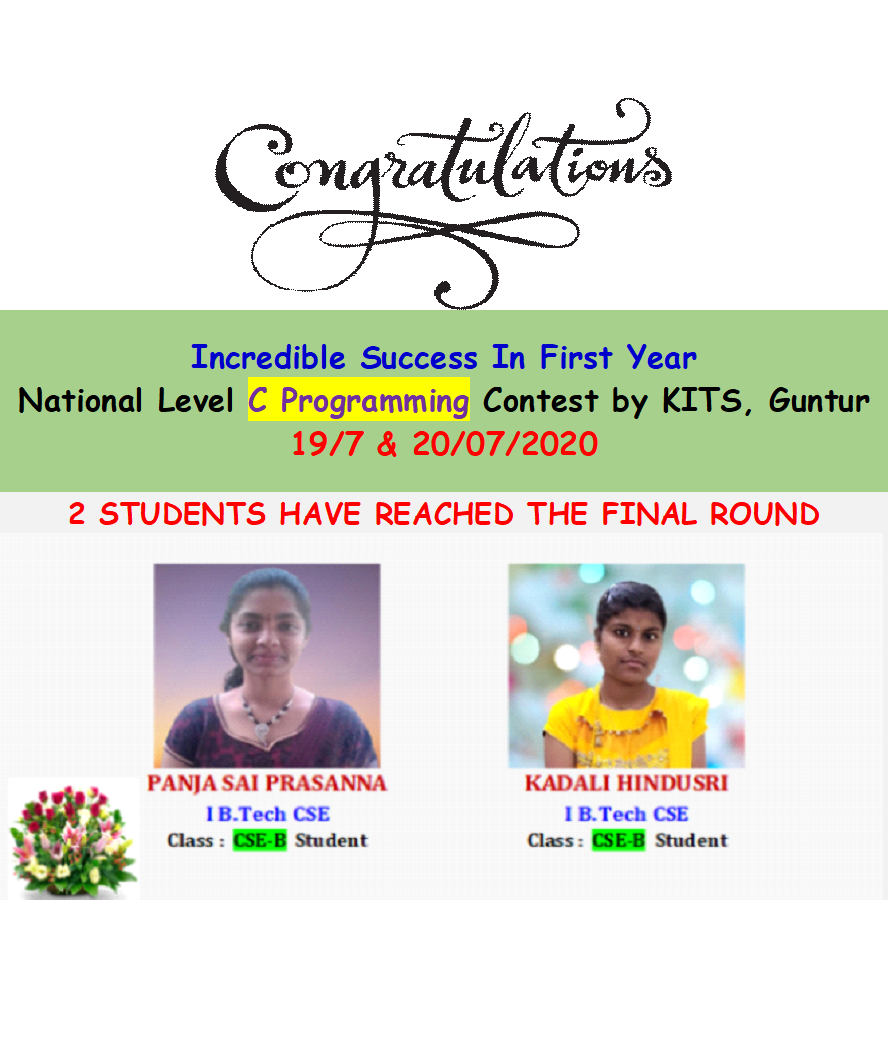 Congratulations
Incredible Success In First Year
National Level C Programming Contest by KITS, Guntur
19/7 & 20/07/2020
2 STUDENTS HAVE REACHED THE FINAL ROUND
PANJA SAI PRASANNA
I B.Tech CSE
Class : CSE-B Student
KADALI HINDUSRI
I B.Tech CSE
Class : CSE-B Student